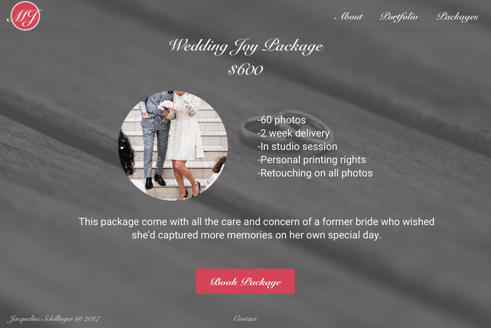 MJ
About Portfolio Packages
Wedding Joy Package
$600
-60 photos
-2 week delivery
-In studio session
-Personal printing rights
-Retouching on all photos
This package come with all the care and concern of a former bride who wished
she'd captured more memories on her own special day.
Book Package
Jacqueline Schillinger @ 2017
Contact